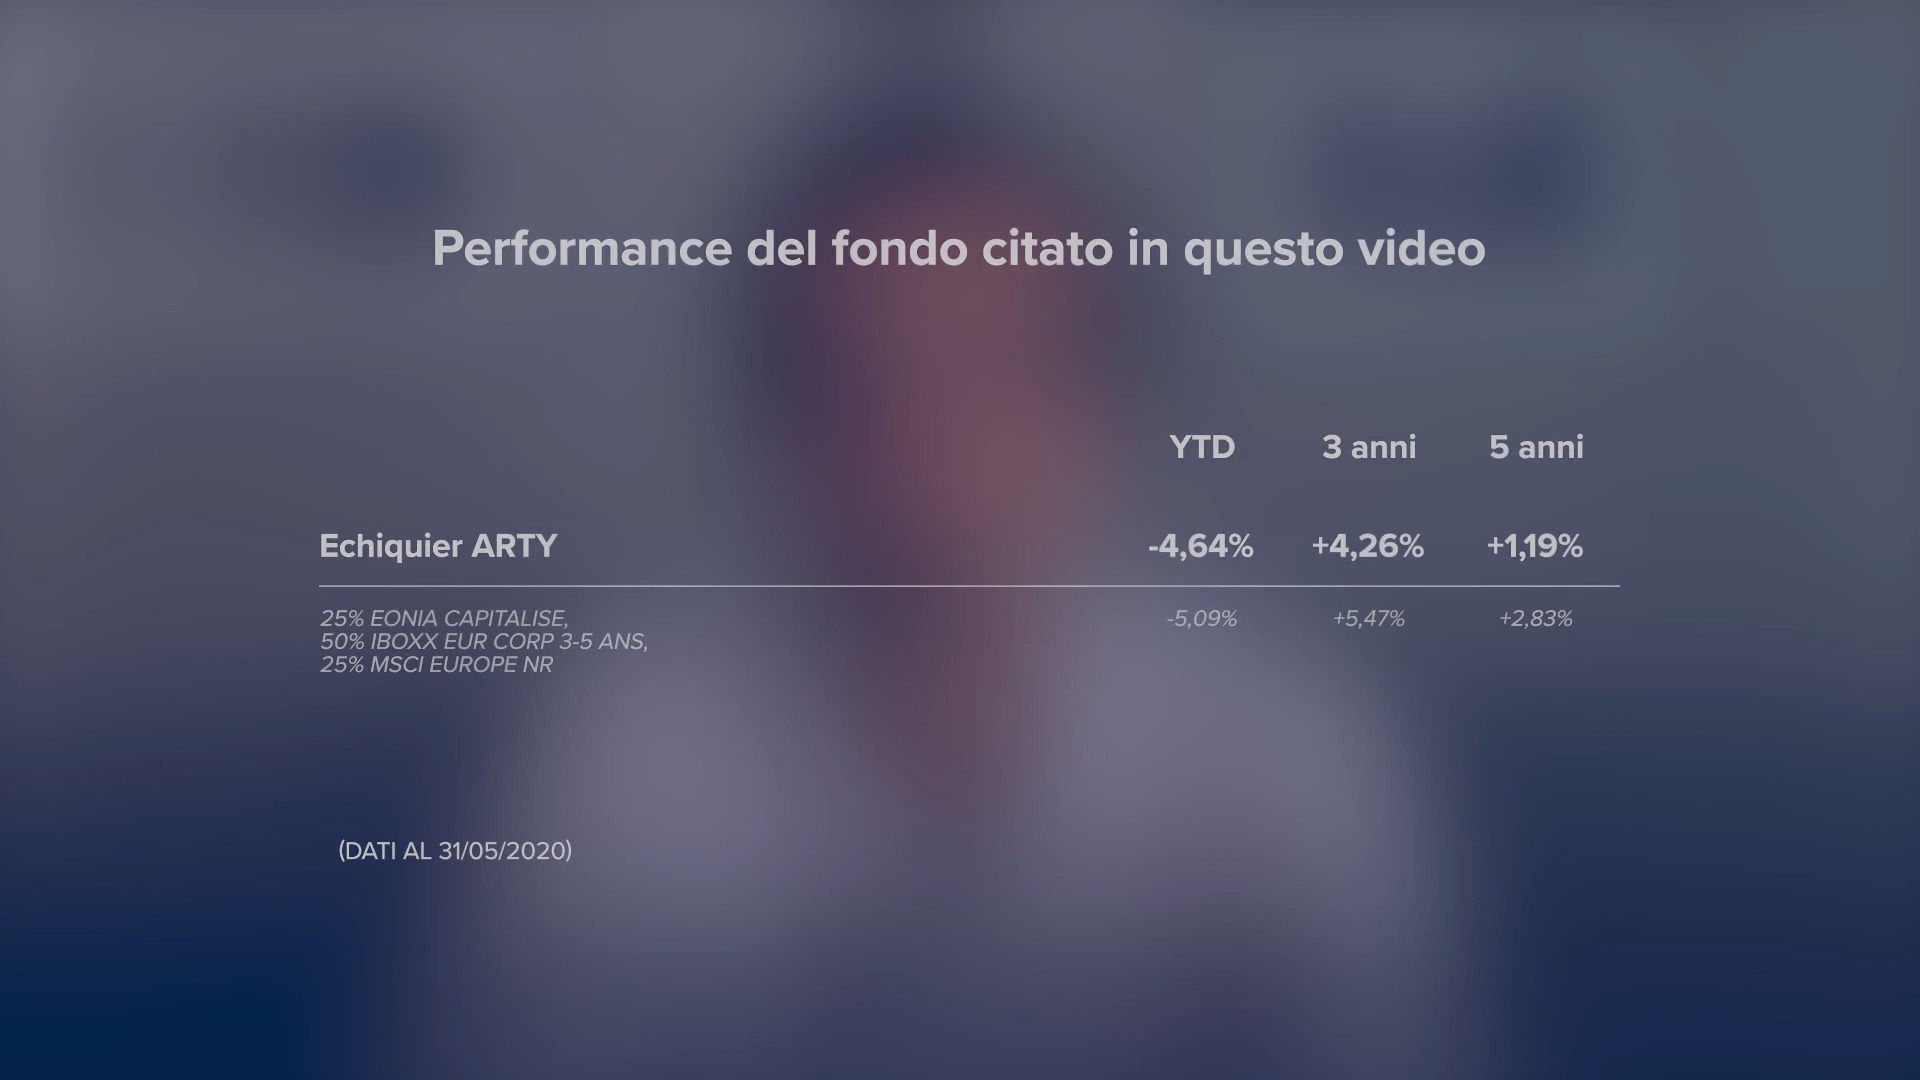 Performance del fondo citato in questo video
YTD 3 anni 5 anni
Echiquier ARTY -4,64% +4,26% +1,19%
25% EONIA CAPITALISE, -5,09% +5,47% +2,83%
50% IBOXX EUR CORP 3-5 ANS,
25% MSCI EUROPE NR
(DATI AL 31/05/2020)